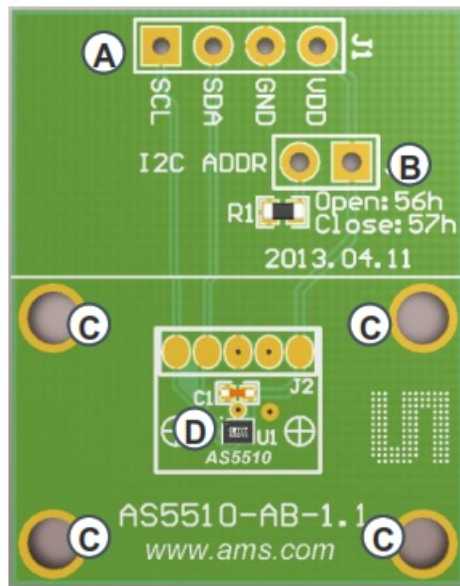 A
J1
SCL
SDA
GND
VDD
I2C ADDR
B
R1
Open:56h
Close:57h
2013.04.11
C
C
C1
J2
D
U1
AS5510
C
C
AS5510-AB-1.1
www.ams.com